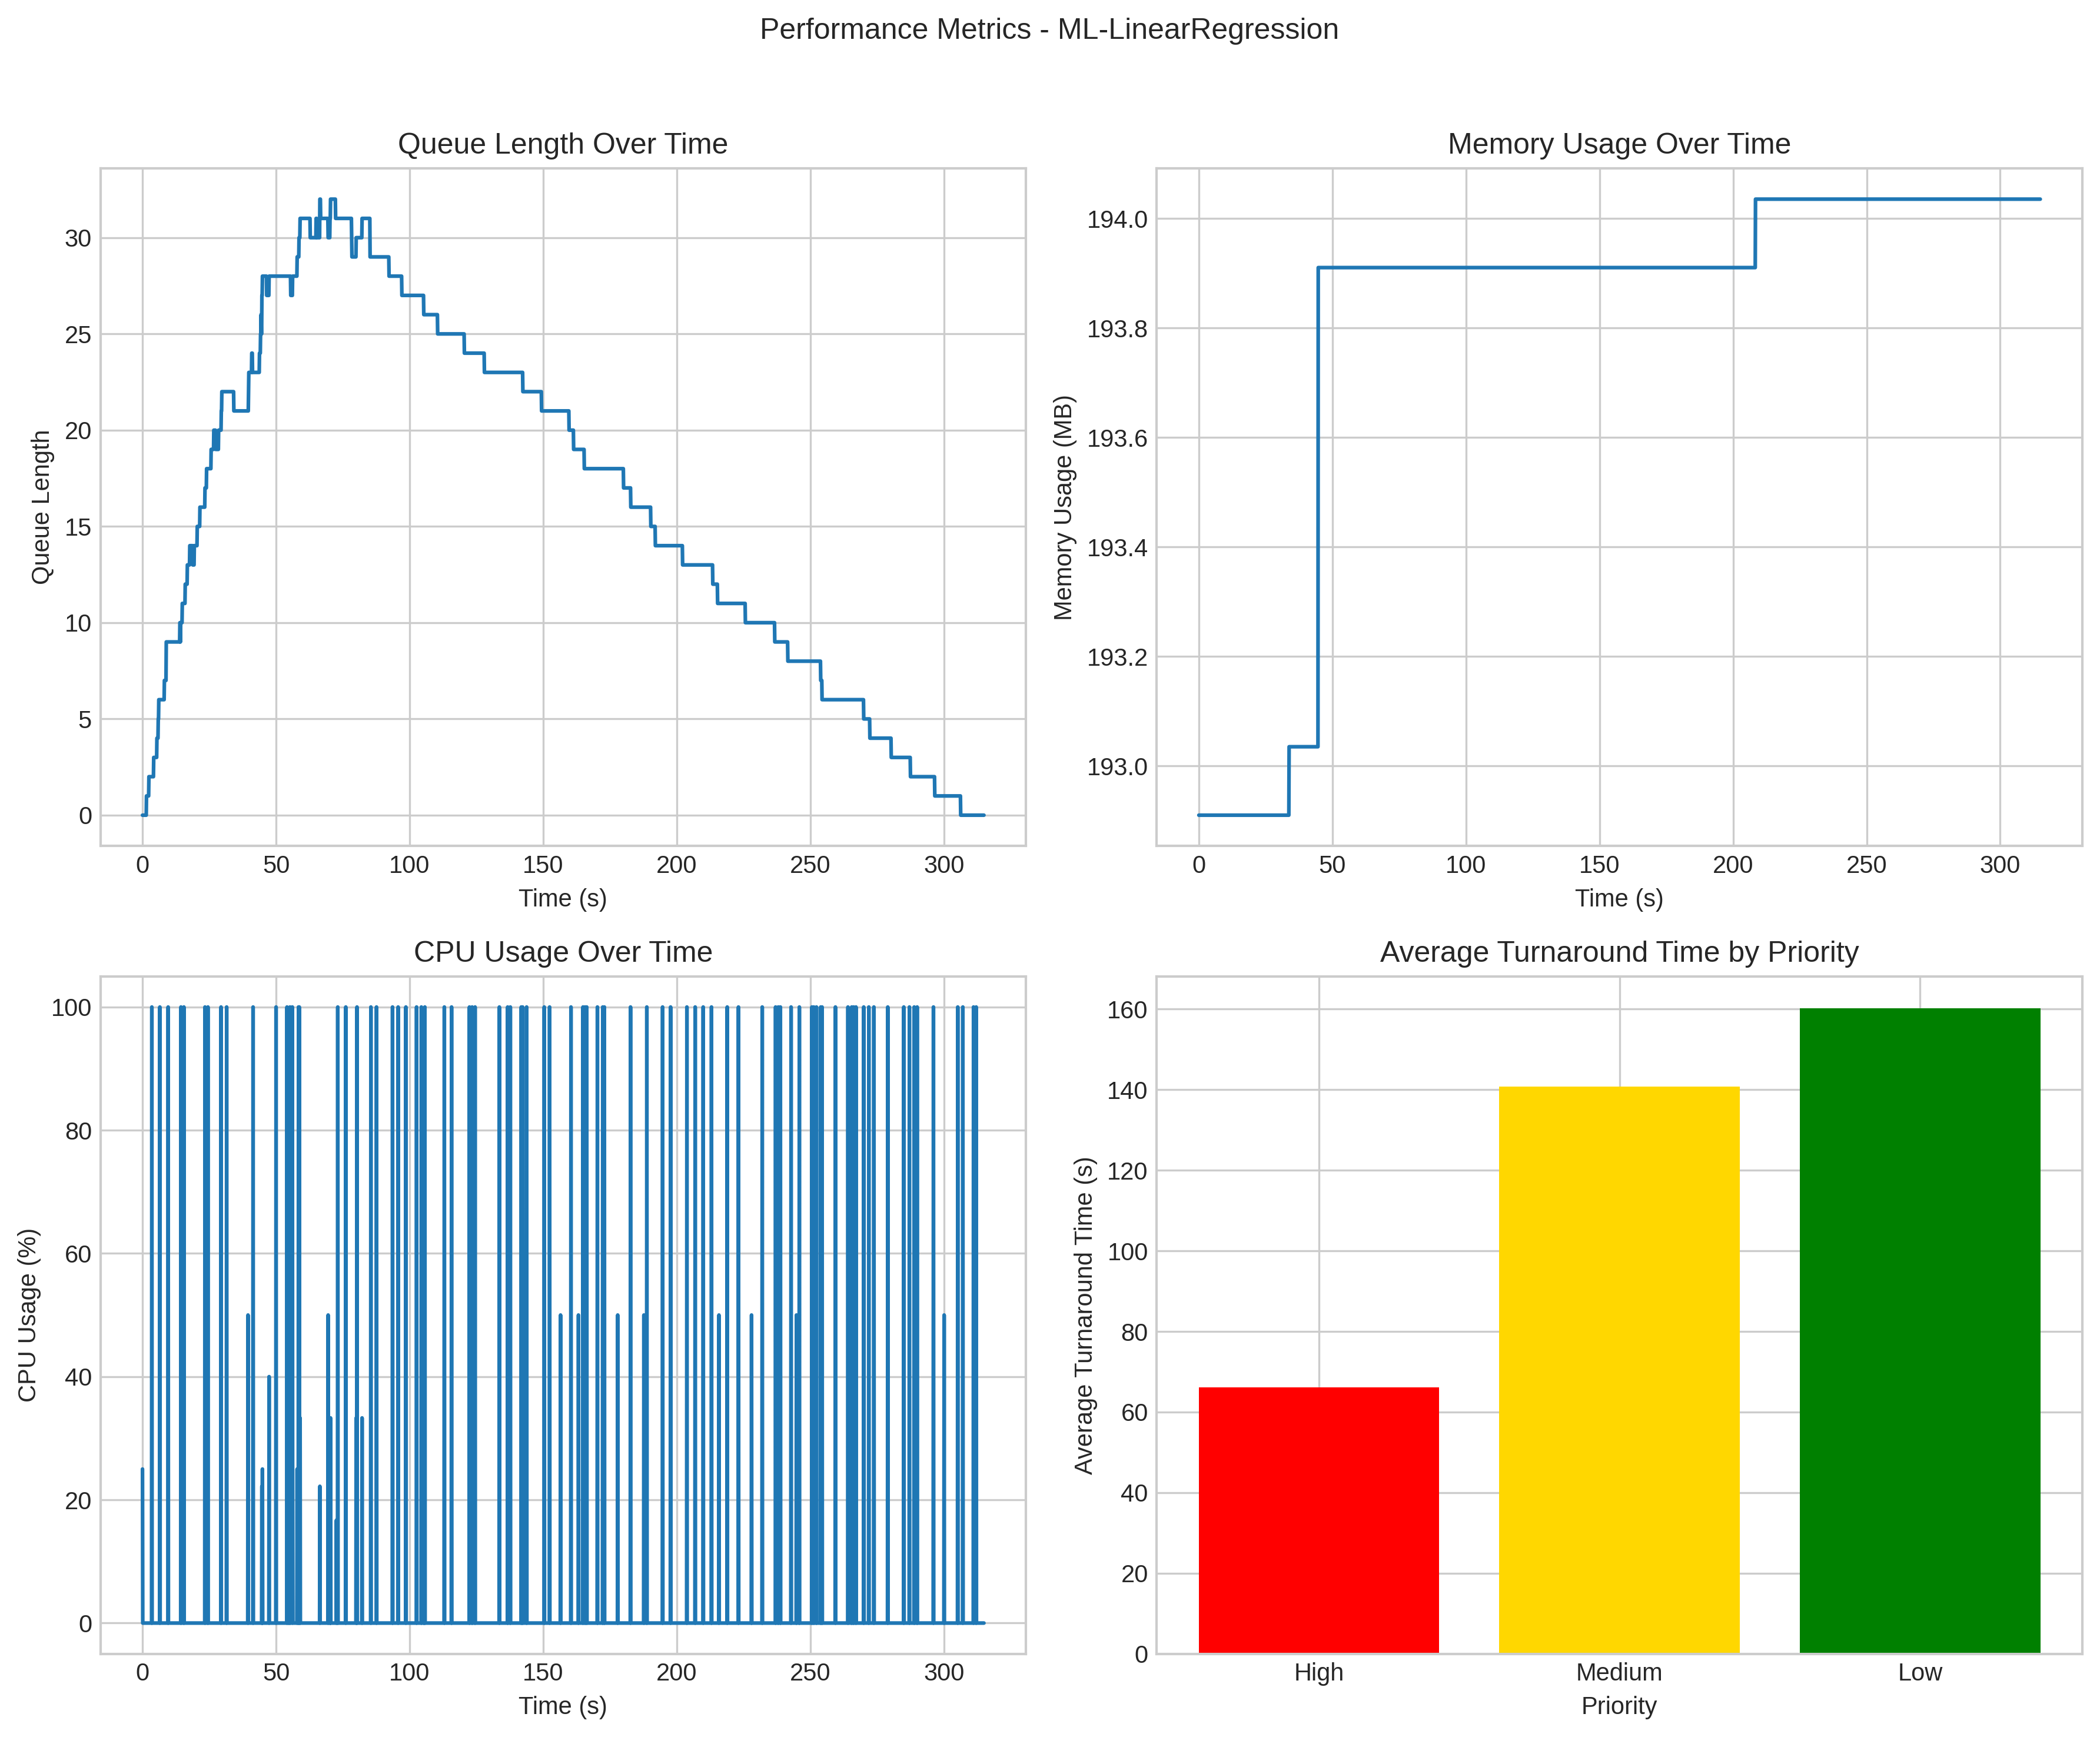 Performance Metrics - ML-LinearRegression
Queue Length Over Time
Queue Length
30
25
20
15
10
5
0
0 50 100 150 200 250 300
Time (s)
Memory Usage Over Time
Memory Usage (MB)
194.0
193.8
193.6
193.4
193.2
193.0
0 50 100 150 200 250 300
Time (s)
CPU Usage Over Time
CPU Usage (%)
100
80
60
40
20
0
0 50 100 150 200 250 300
Time (s)
Average Turnaround Time by Priority
Average Turnaround Time (s)
160
140
120
100
80
60
40
20
0
High Medium Low
Priority